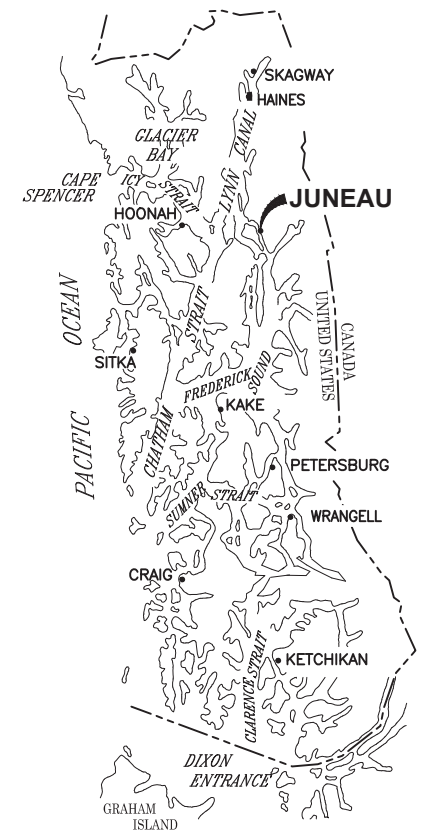 SKAGWAY
HAINES
GLACIER
BAY
LYNN CANAL
CAPE
SPENCER
ICY STRAIT
JUNEAU
HOONAH
PACIFIC OCEAN
CHATHAM STRAIT
CANADA
UNITED STATES
SITKA
FREDERICK SOUND
KAKE
PETERSBURG
SUMNER STRAIT
WRANGELL
CRAIG
CLARENCE STRAIT
KETCHIKAN
DIXON
ENTRANCE
GRAHAM
ISLAND